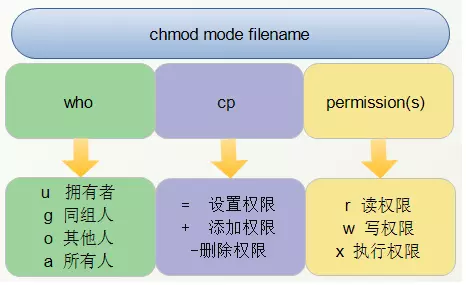 chmod mode filename
who
cp
permission(s)
u 拥有者
g 同组人
o 其他人
a 所有人
= 设置权限
+ 添加权限
-删除权限
r 读权限
w 写权限
x 执行权限